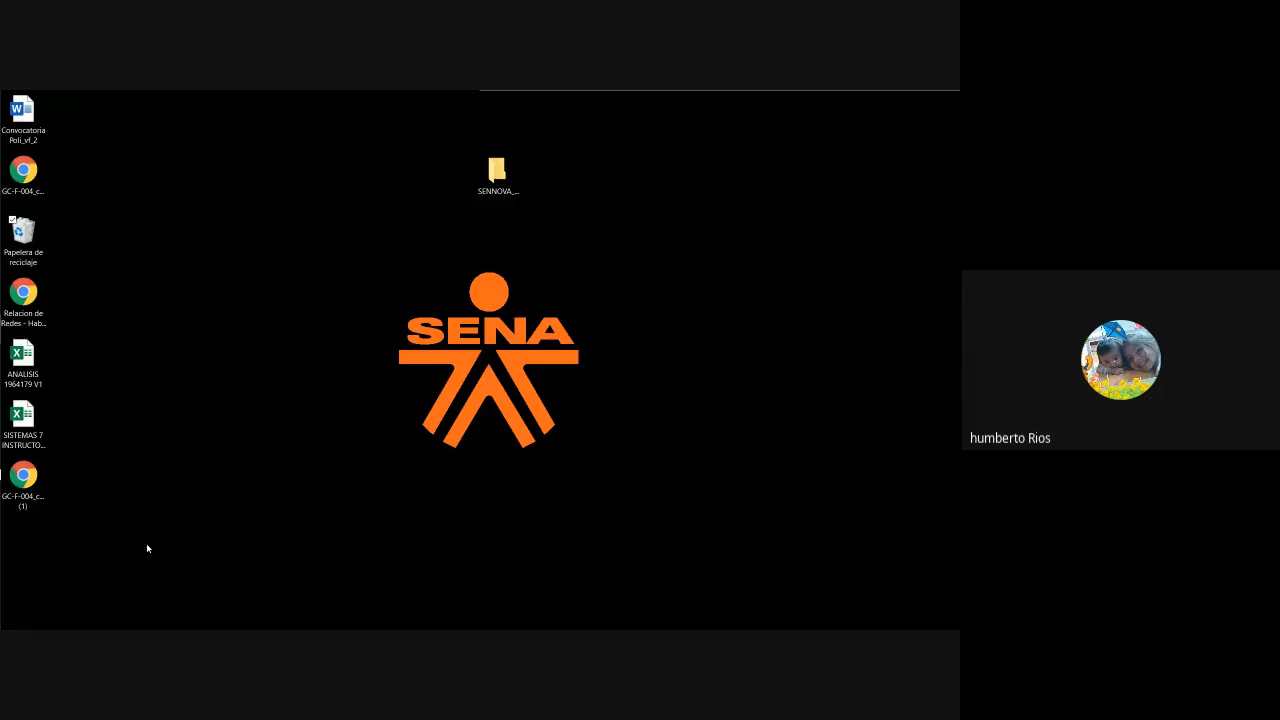 Convocatoria
Poli_vf_2
GC-F-004_c...
Papelera de
reciclaje
Relacion de
Redes - Hab...
ANALISIS
1964179 V1
SISTEMAS 7
INSTRUCTO...
GC-F-004_c...
(1)
SENNOVA_...
SENA
humberto Rios